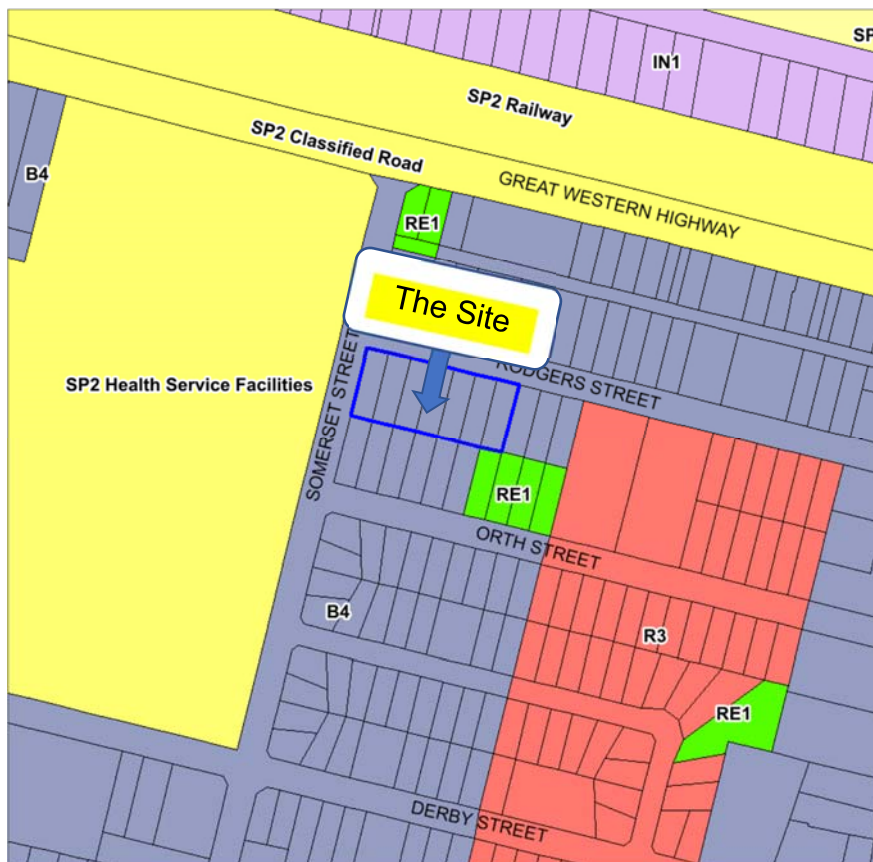 SP
IN1
SP2 Railway
SP2 Classified Road
B4
GREAT WESTERN HIGHWAY
RE1
The Site
RODGERS STREET
SP2 Health Service Facilities
SOMERSET STREET
RE1
ORTH STREET
B4
R3
RE1
DERBY STREET